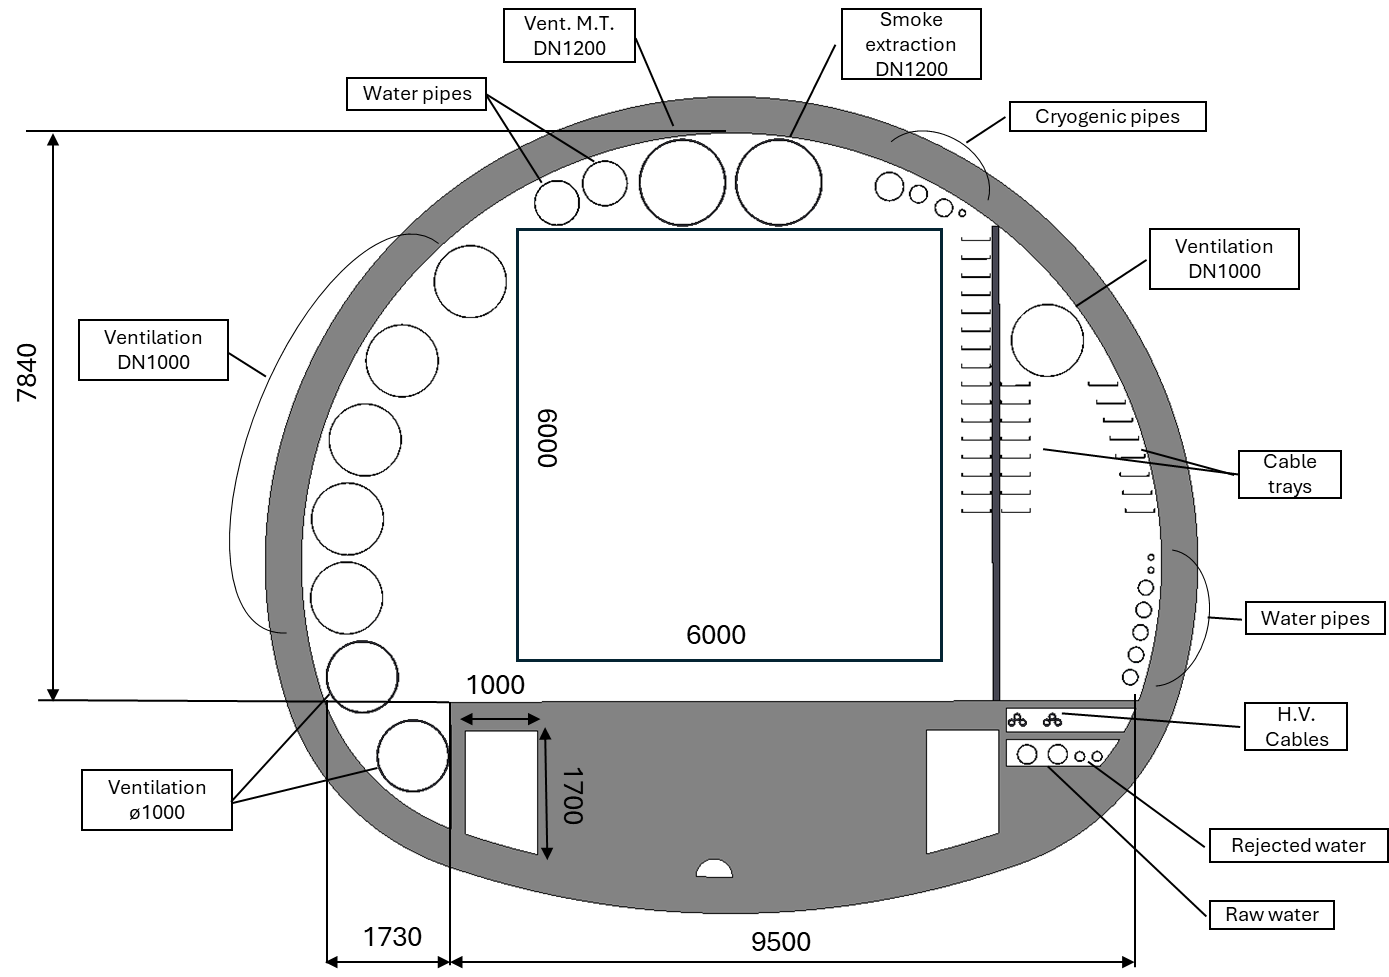 Vent. M.T.
DN1200
Smoke
extraction
DN1200
Water pipes
Cryogenic pipes
Ventilation
DN1000
Ventilation
DN1000
7840
6000
Cable
trays
6000
Water pipes
1000
H.V.
Cables
1700
Ventilation
ø1000
Rejected water
Raw water
1730
9500